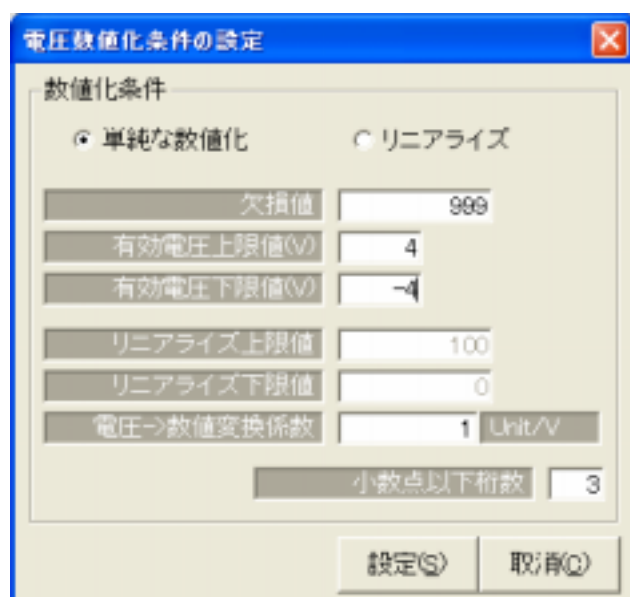 電圧数値化条件の設定
数値化条件
単純な数値化 リニアライズ
欠損値 999
有効電圧上限値(V) 4
有効電圧下限値(V) -4
リニアライズ上限値 100
リニアライズ下限値 0
電圧->数値変換係数 1 Unit/V
小数点以下桁数 3
設定(S) 取消(C)